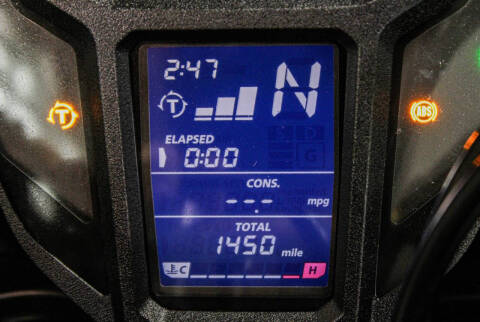 2:47
T
N
T
ABS
ELAPSED
0:00
CONS.
--.- mpg
TOTAL
1450 mile
C H